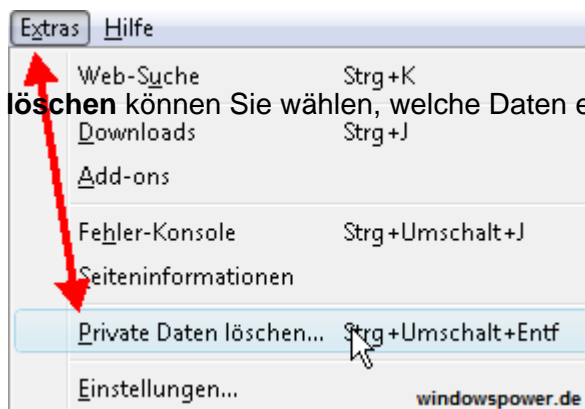 Extras Hilfe
Web-Suche Strg+K
löschen können Sie wählen, welche Daten e
Downloads Strg+J
Add-ons
Fehler-Konsole Strg+Umschalt+J
Seiteninformationen
Private Daten löschen... Strg+Umschalt+Entf
Einstellungen...
windowspower.de